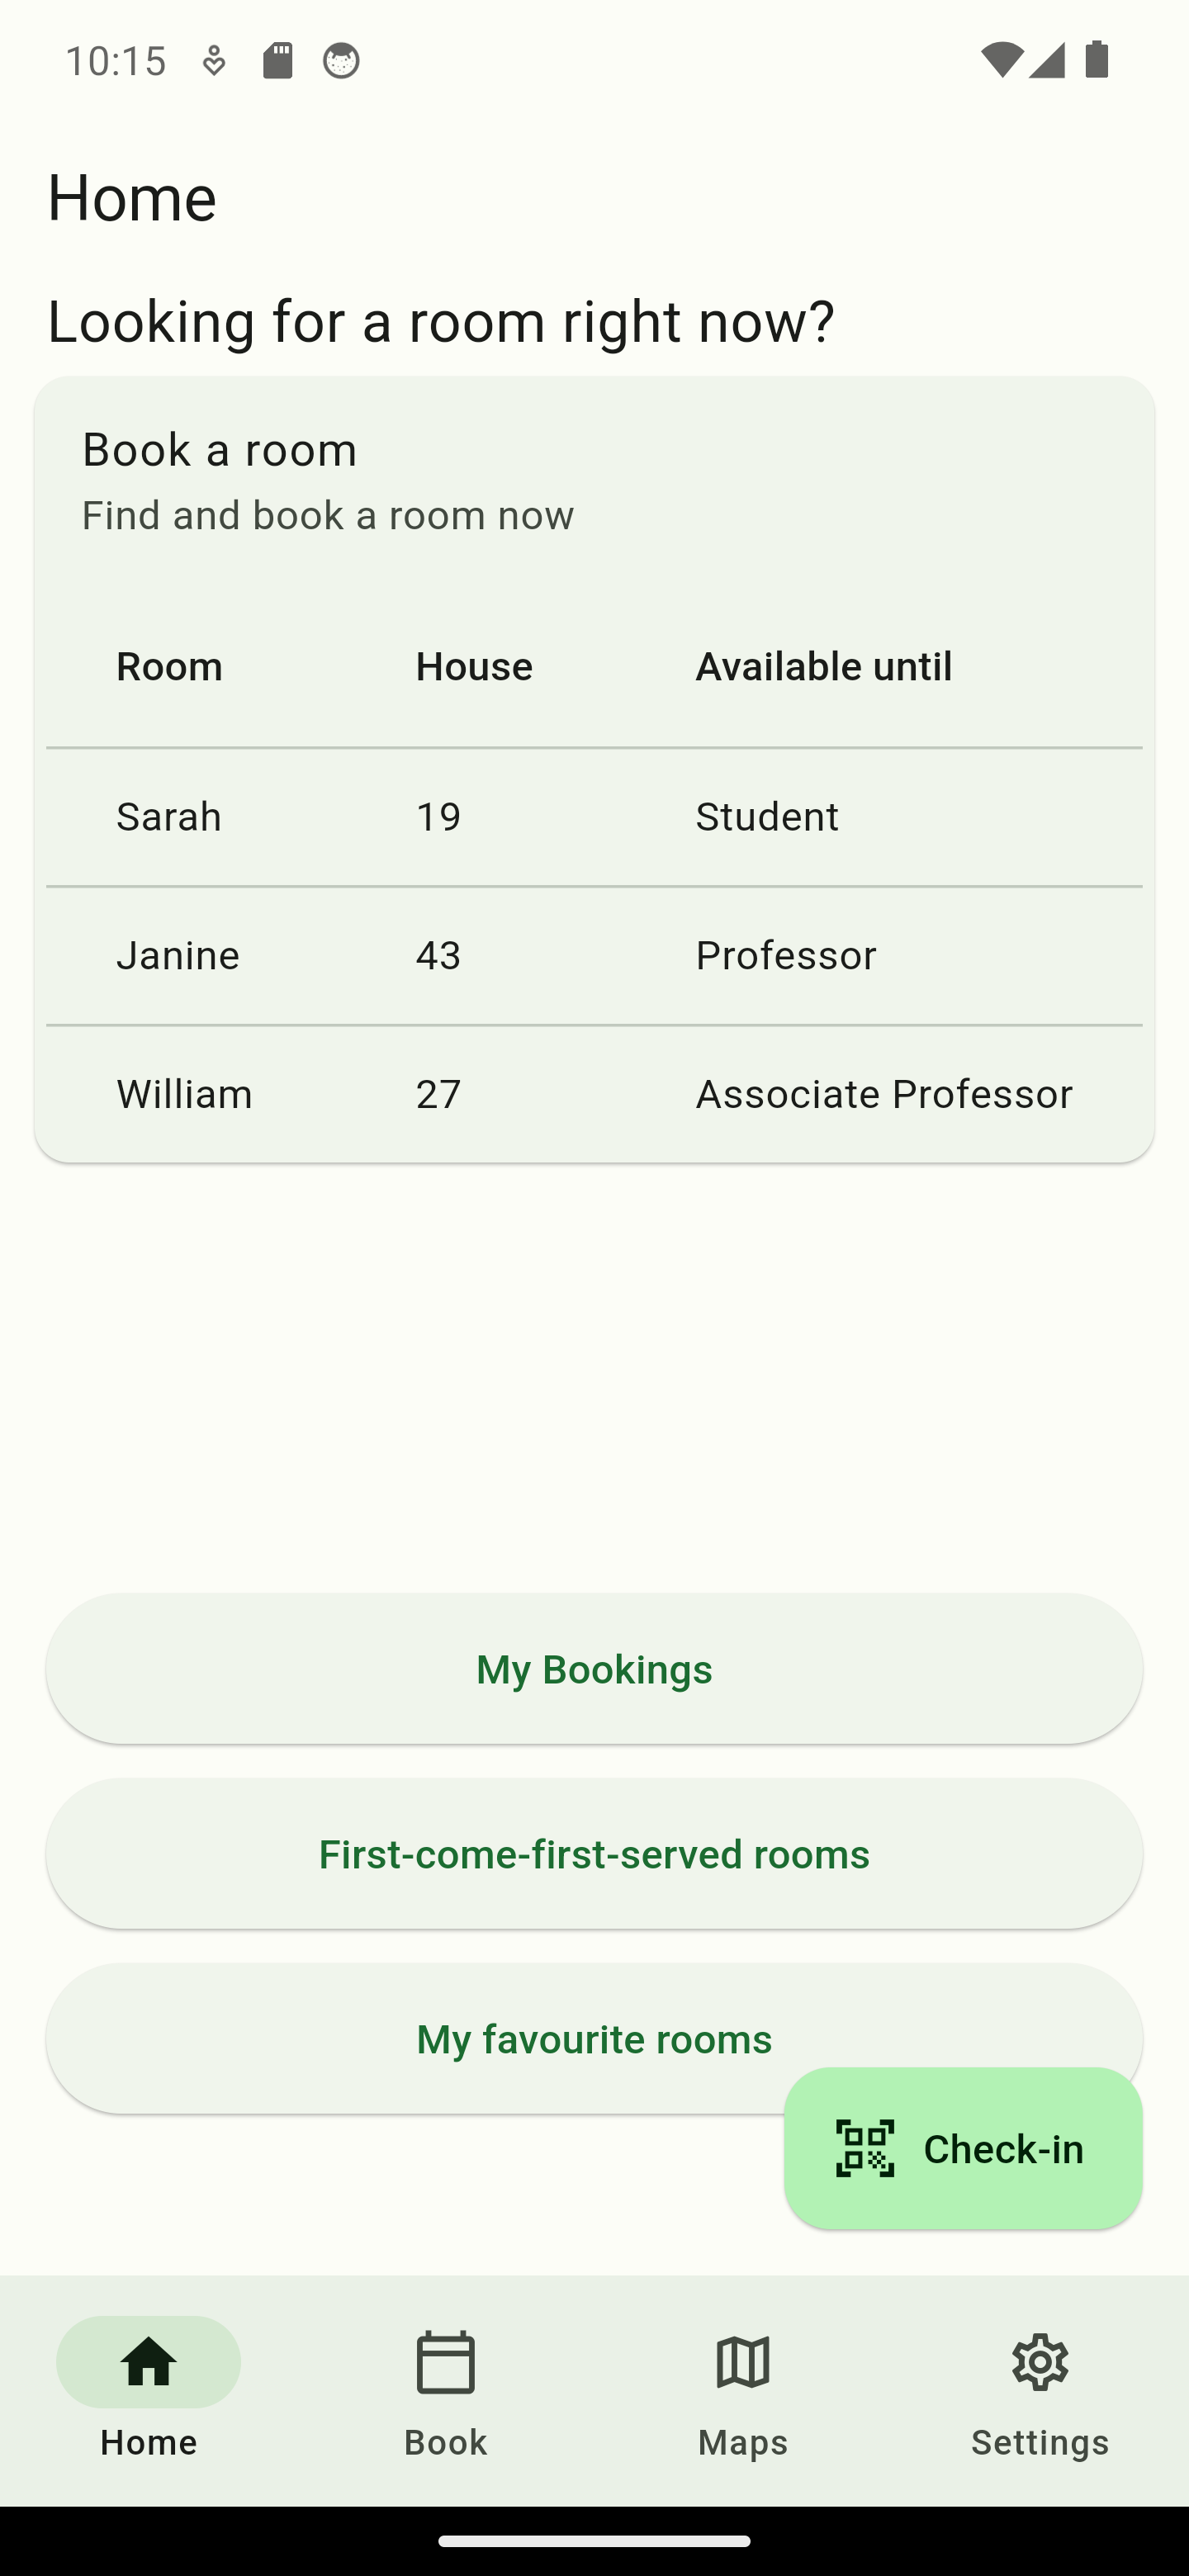 10:15
Home
Looking for a room right now?
Book a room
Find and book a room now
Room House Available until
Sarah 19 Student
Janine 43 Professor
William 27 Associate Professor
My Bookings
First-come-first-served rooms
My favourite rooms
Check-in
Home Book Maps Settings